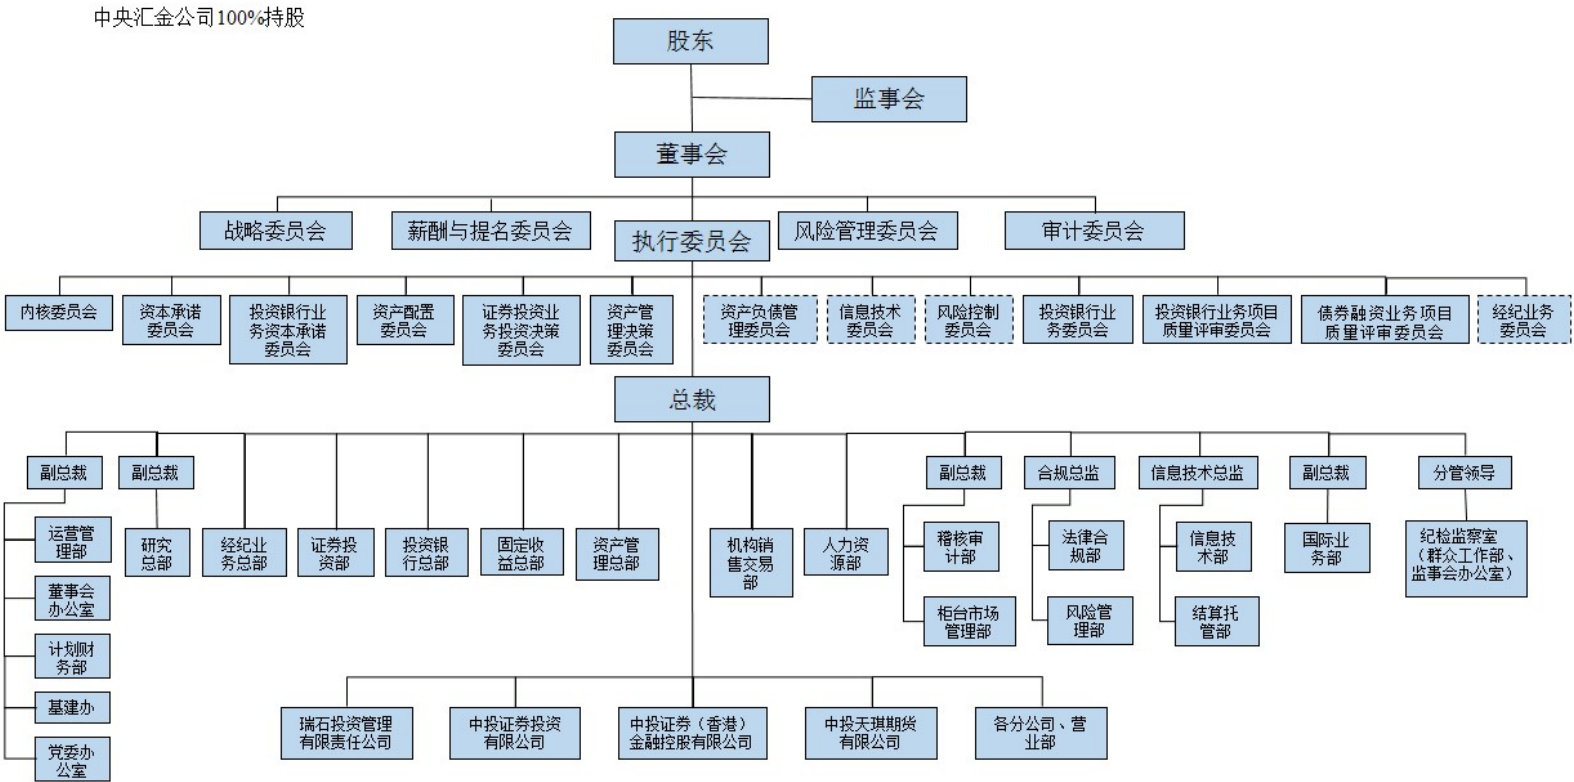 中央汇金公司100%持股
股东
监事会
董事会
战略委员会
薪酬与提名委员会
执行委员会
风险管理委员会
审计委员会
内核委员会
资本承诺
委员会
投资银行业
务资本承诺
委员会
资产配置
委员会
证券投资业
务投资决策
委员会
资产管
理决策
委员会
资产负债管
理委员会
信息技术
委员会
风险控制
委员会
投资银行业
务委员会
投资银行业务项目
质量评审委员会
债券融资业务项目
质量评审委员会
经纪业务
委员会
总裁
副总裁
副总裁
副总裁
合规总监
信息技术总监
副总裁
分管领导
运营管
理部
董事会
办公室
计划财
务部
基建办
党委办
公室
研究
总部
经纪业
务总部
证券投
资部
投资银
行总部
固定收
益总部
资产管
理总部
机构销
售交易
部
人力资
源部
稽核审
计部
柜台市场
管理部
法律合
规部
风险管
理部
信息技
术部
结算托
管部
国际业
务部
纪检监察室
（群众工作部、
监事会办公室）
瑞石投资管理
有限责任公司
中投证券投资
有限公司
中投证券（香港）
金融控股有限公司
中投天琪期货
有限公司
各分公司、营
业部